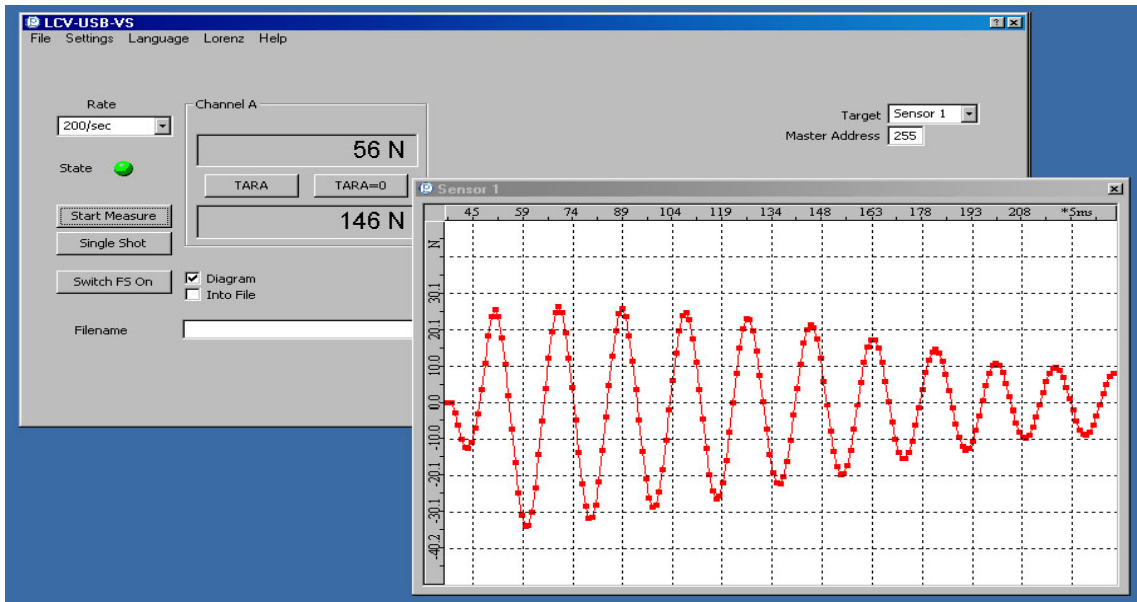 LCV-USB-VS
File Settings Language Lorenz Help
Rate
200/sec
State
Start Measure
Single Shot
Switch FS On
Filename
Channel A
56 N
TARA TARA=0
146 N
Diagram
Into File
Target Sensor 1
Master Address 255
Sensor 1
45 59 74 89 104 119 134 148 163 178 193 208 *5ms
N
30.1
20.1
10.0
0.0
-10.0
-20.1
-30.1
-40.2